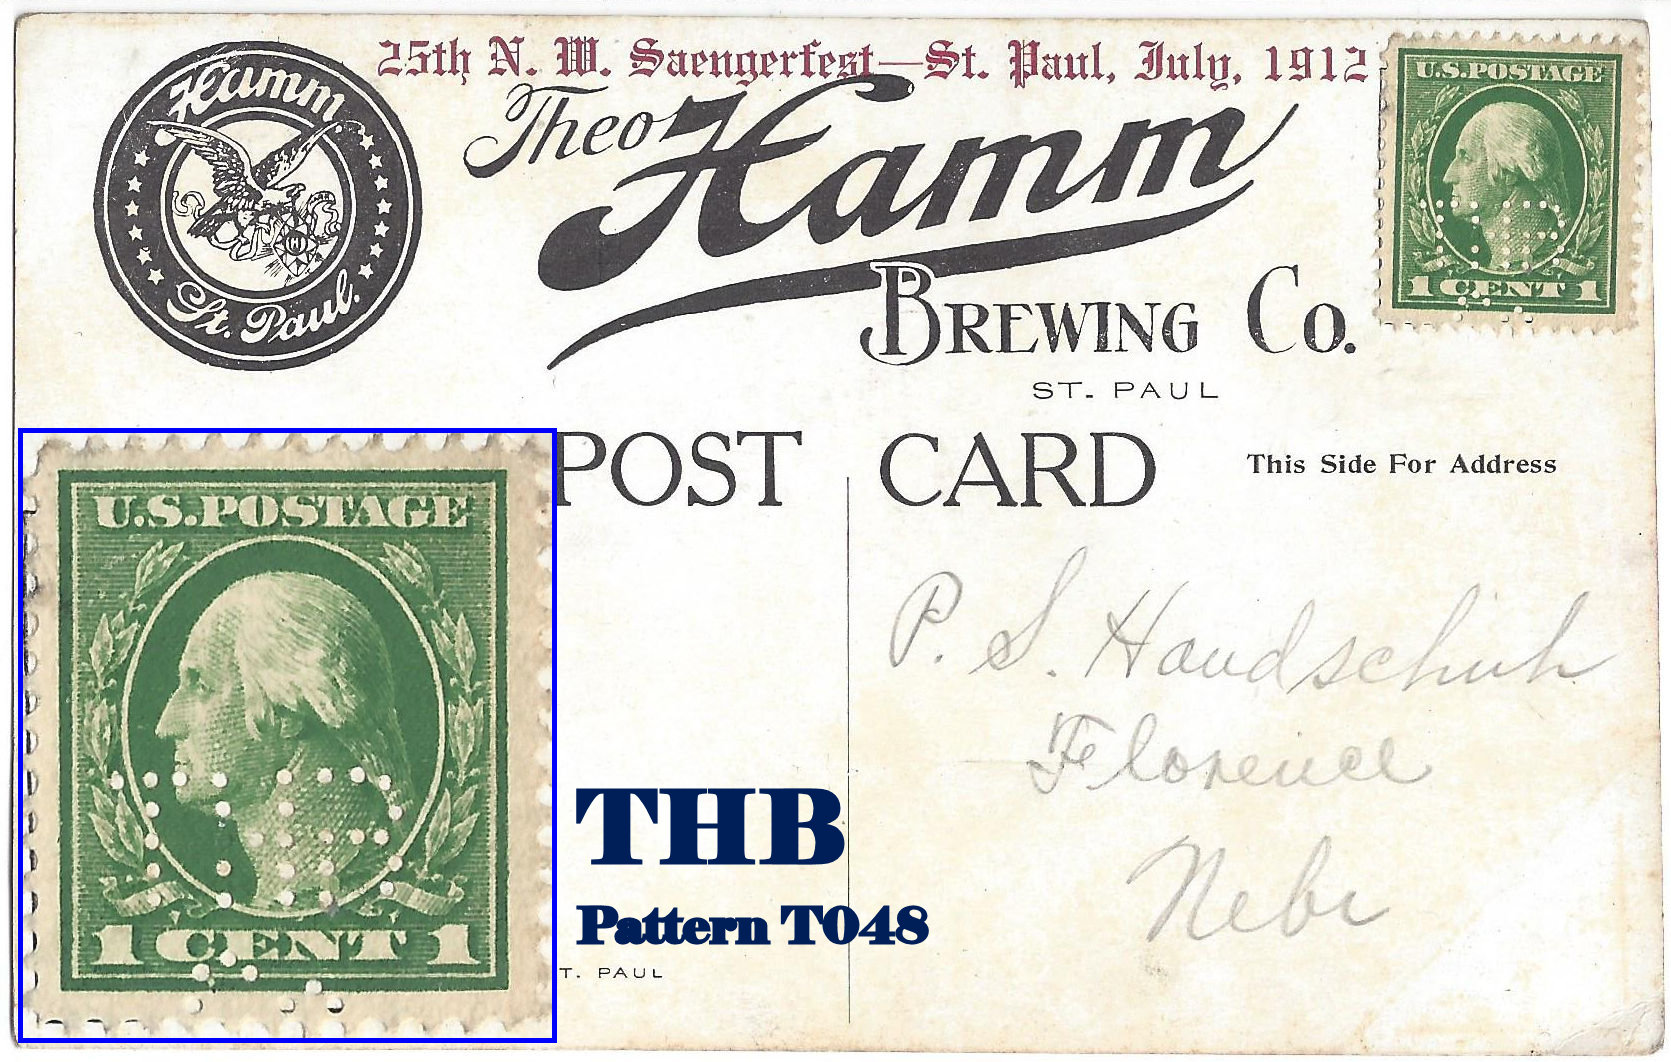 25th N. W. Saengerfest—St. Paul, July, 1912
Hamm
St. Paul.
Theo Hamm
BREWING CO.
ST. PAUL
U.S.POSTAGE
1 CENT 1
POST CARD
This Side For Address
U.S.POSTAGE
1 CENT 1
P. S. Handschuh
Florence
Nebr
THB
Pattern T048
T. PAUL